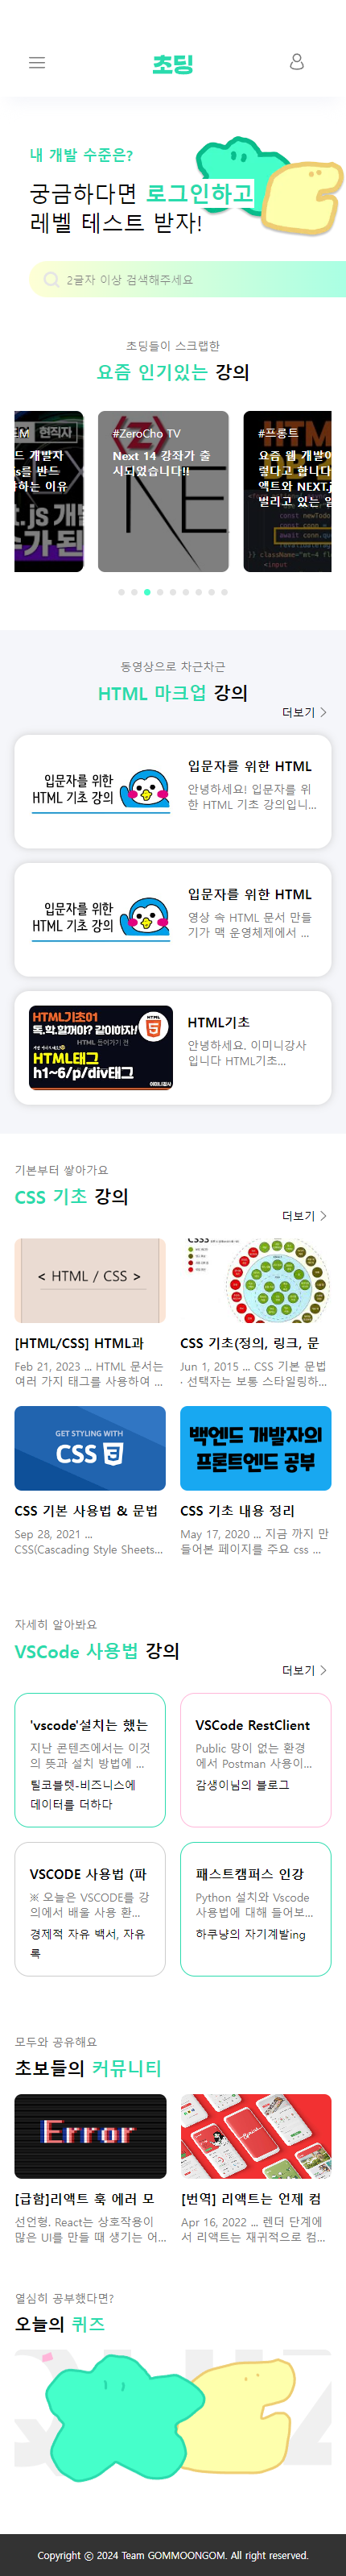 초딩
내 개발 수준은?
궁금하다면 로그인하고
레벨 테스트 받자!
2글자 이상 검색해주세요
초딩들이 스크랩한
요즘 인기있는 강의
#ZeroCho TV
Next 14 강좌가 출
시되었습니다!!
#프론트
요즘 웹 개발이
렇다고 합니다
액트와 NEXT.j
벌리고 있는 일
동영상으로 차근차근
HTML 마크업 강의
더보기
입문자를 위한
HTML 기초 강의
입문자를 위한 HTML
안녕하세요! 입문자를 위
한 HTML 기초 강의입니...
입문자를 위한
HTML 기초 강의
입문자를 위한 HTML
영상 속 HTML 문서 만들
기가 맥 운영체제에서 ...
HTML기초01
독.학.할꺼야? 같이하자!
HTML 들어가기 전
HTML태그
h1~6/p/div태그
이미니강사
HTML기초
안녕하세요. 이미니강사
입니다 HTML기초...
기본부터 쌓아가요
CSS 기초 강의
더보기
< HTML / CSS >
[HTML/CSS] HTML과
Feb 21, 2023 ... HTML 문서는
여러 가지 태그를 사용하여 ...
CSS 기초(정의, 링크, 문
Jun 1, 2015 ... CSS 기본 문법
· 선택자는 보통 스타일링하...
GET STYLING WITH
CSS
CSS 기본 사용법 & 문법
Sep 28, 2021 ...
CSS(Cascading Style Sheets...
백엔드 개발자의
프론트엔드 공부
CSS 기초 내용 정리
May 17, 2020 ... 지금 까지 만
들어본 페이지를 주요 css ...
자세히 알아봐요
VSCode 사용법 강의
더보기
'vscode'설치는 했는
지난 콘텐츠에서는 이것
의 뜻과 설치 방법에 ...
틸코블렛-비즈니스에
데이터를 더하다
VSCode RestClient
Public 망이 없는 환경
에서 Postman 사용이...
감생이님의 블로그
VSCODE 사용법 (파
※ 오늘은 VSCODE를 강
의에서 배울 사용 환...
경제적 자유 백서, 자유
록
패스트캠퍼스 인강
Python 설치와 Vscode
사용법에 대해 들어보...
하쿠냥의 자기계발ing
모두와 공유해요
초보들의 커뮤니티
Error
[급함]리액트 훅 에러 모
선언형. React는 상호작용이
많은 UI를 만들 때 생기는 어...
[번역] 리액트는 언제 컴
Apr 16, 2022 ... 렌더 단계에
서 리액트는 재귀적으로 컴...
열심히 공부했다면?
오늘의 퀴즈
Copyright ⓒ 2024 Team GOMMOONGOM. All right reserved.